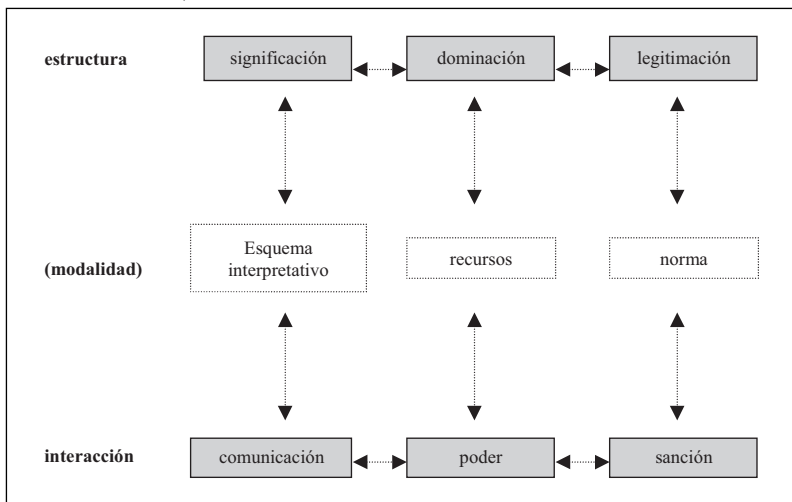 estructura significación dominación legitimación
Esquema
interpretativo
(modalidad) recursos norma
interacción comunicación poder sanción